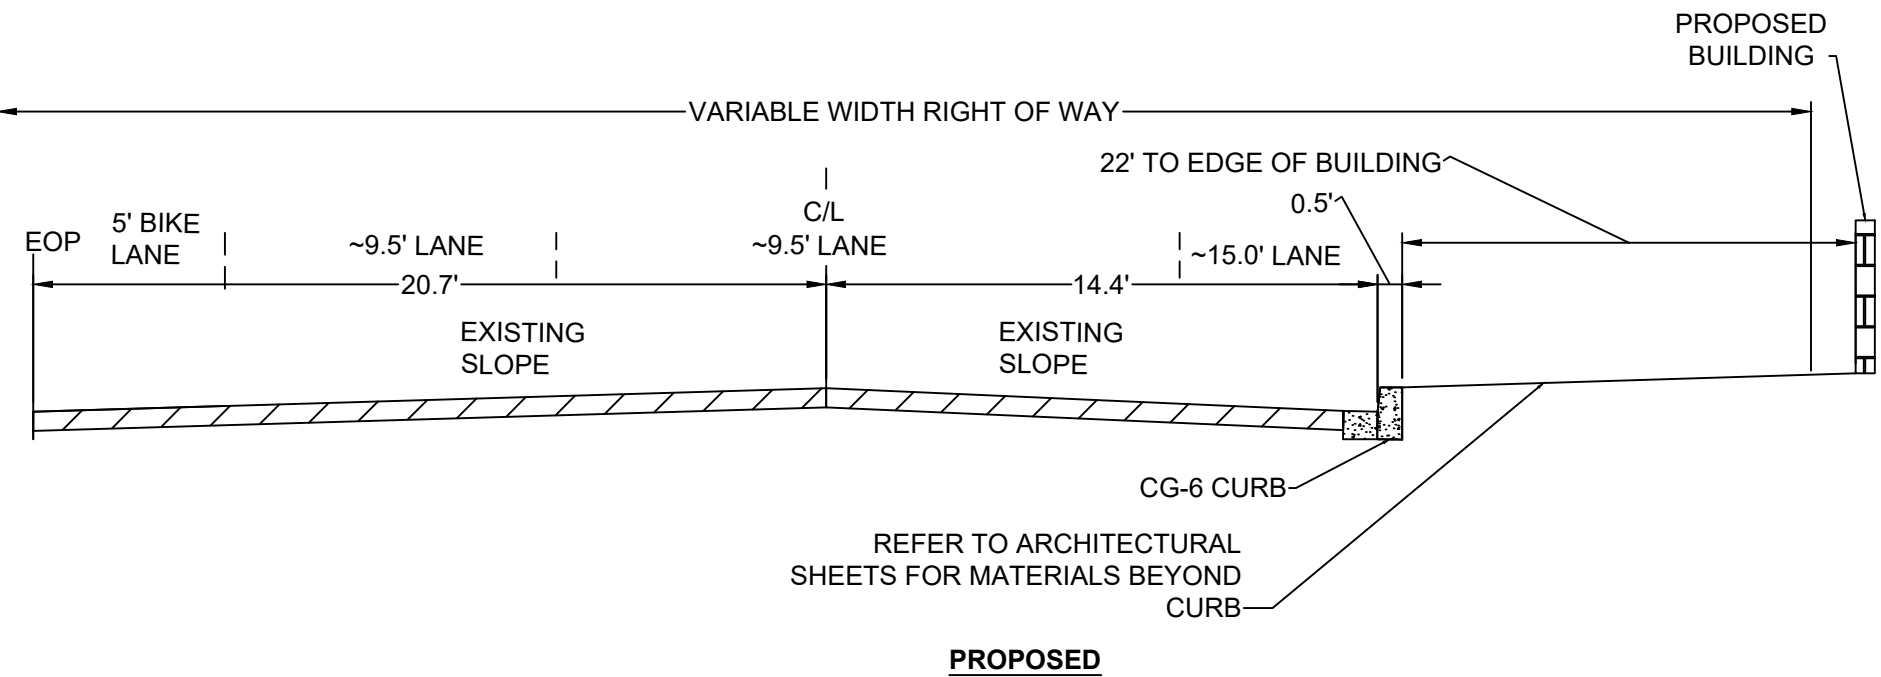 PROPOSED
BUILDING
VARIABLE WIDTH RIGHT OF WAY
22' TO EDGE OF BUILDING
0.5'
EOP
5' BIKE
LANE
~9.5' LANE
C/L
~9.5' LANE
~15.0' LANE
20.7'
14.4'
EXISTING
SLOPE
EXISTING
SLOPE
CG-6 CURB
REFER TO ARCHITECTURAL
SHEETS FOR MATERIALS BEYOND
CURB
PROPOSED